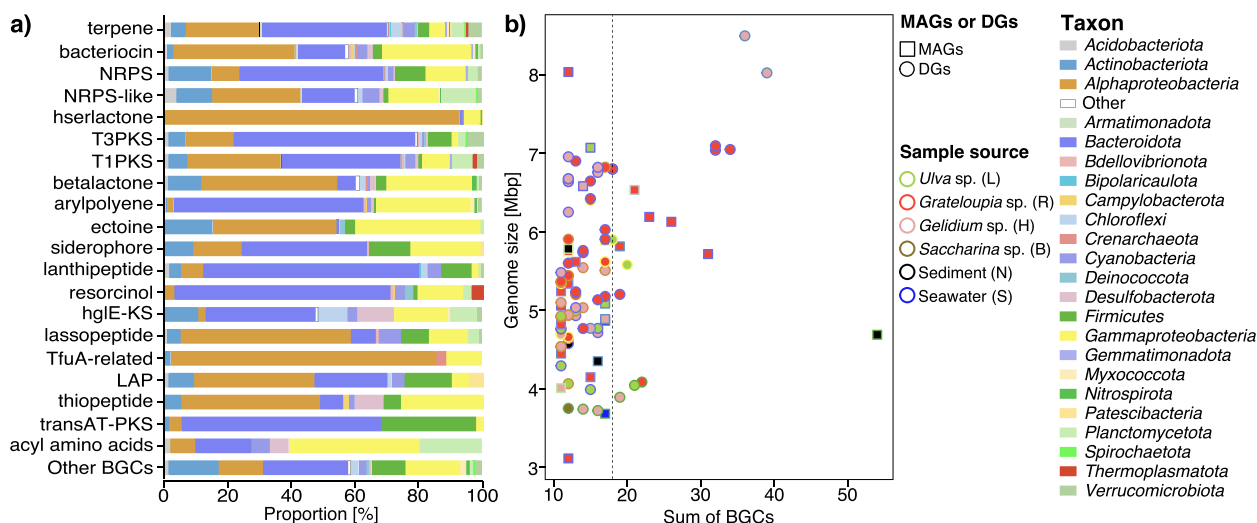 a)
terpene
bacteriocin
NRPS
NRPS-like
hserlactone
T3PKS
T1PKS
betalactone
arylpolyene
ectoine
siderophore
lanthipeptide
resorcinol
hglE-KS
lassopeptide
TfuA-related
LAP
thiopeptide
transAT-PKS
acyl amino acids
Other BGCs
0 20 40 60 80 100
Proportion [%]
b)
Genome size [Mbp]
8
7
6
5
4
3
10 20 30 40 50
Sum of BGCs
MAGs or DGs
MAGs
DGs
Sample source
Ulva sp. (L)
Grateloupia sp. (R)
Gelidium sp. (H)
Saccharina sp. (B)
Sediment (N)
Seawater (S)
Taxon
Acidobacteriota
Actinobacteriota
Alphaproteobacteria
Other
Armatimonadota
Bacteroidota
Bdellovibrionota
Bipolaricaulota
Campylobacterota
Chloroflexi
Crenarchaeota
Cyanobacteria
Deinococcota
Desulfobacterota
Firmicutes
Gammaproteobacteria
Gemmatimonadota
Myxococcota
Nitrospirota
Patescibacteria
Planctomycetota
Spirochaetota
Thermoplasmatota
Verrucomicrobiota